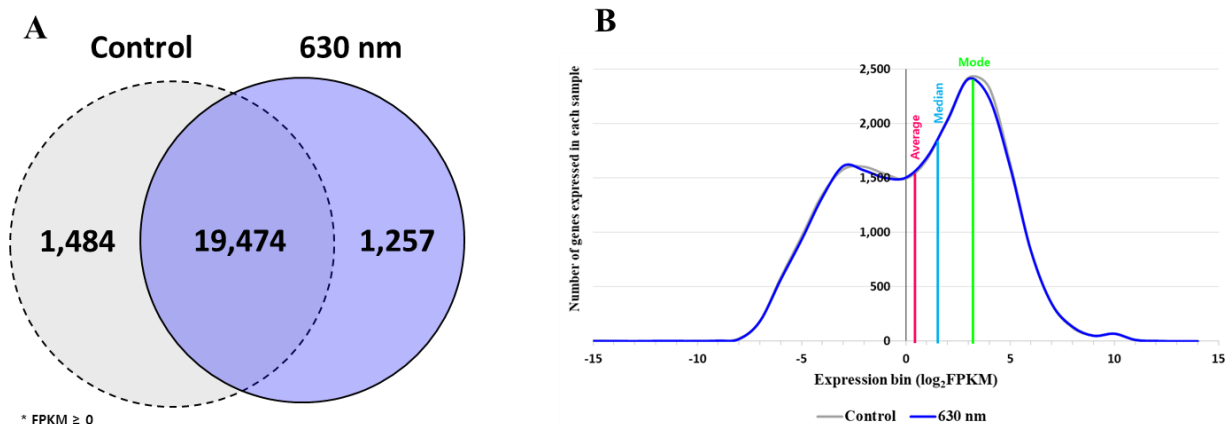 A
Control
630 nm
1,484
19,474
1,257
* FPKM ≥ 0
B
Number of genes expressed in each sample
2,500
2,000
1,500
1,000
500
0
-15
-10
-5
0
5
10
15
Average
Median
Mode
Expression bin (log₂FPKM)
Control
630 nm